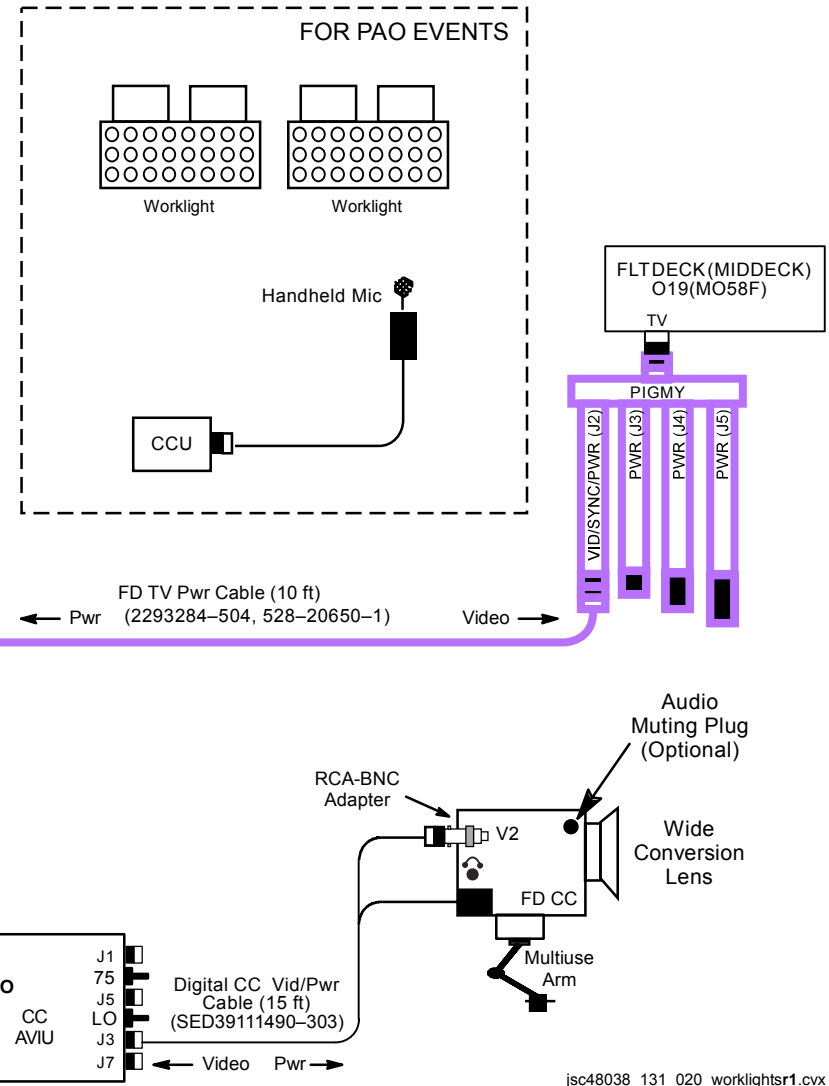 FOR PAO EVENTS
Worklight
Worklight
Handheld Mic
CCU
FLTDECK(MIDDECK)
O19(MO58F)
TV
PIGMY
VID/SYNC/PWR (J2)
PWR (J3)
PWR (J4)
PWR (J5)
FD TV Pwr Cable (10 ft)
Pwr (2293284–504, 528–20650–1) Video
Audio
Muting Plug
(Optional)
RCA-BNC
Adapter
V2
Wide
Conversion
Lens
FD CC
Multiuse
Arm
O
CC
AVIU
J1
75
J5
LO
J3
J7
Digital CC Vid/Pwr
Cable (15 ft)
(SED39111490–303)
Video Pwr
jsc48038_131_020_worklightsr1.cvx